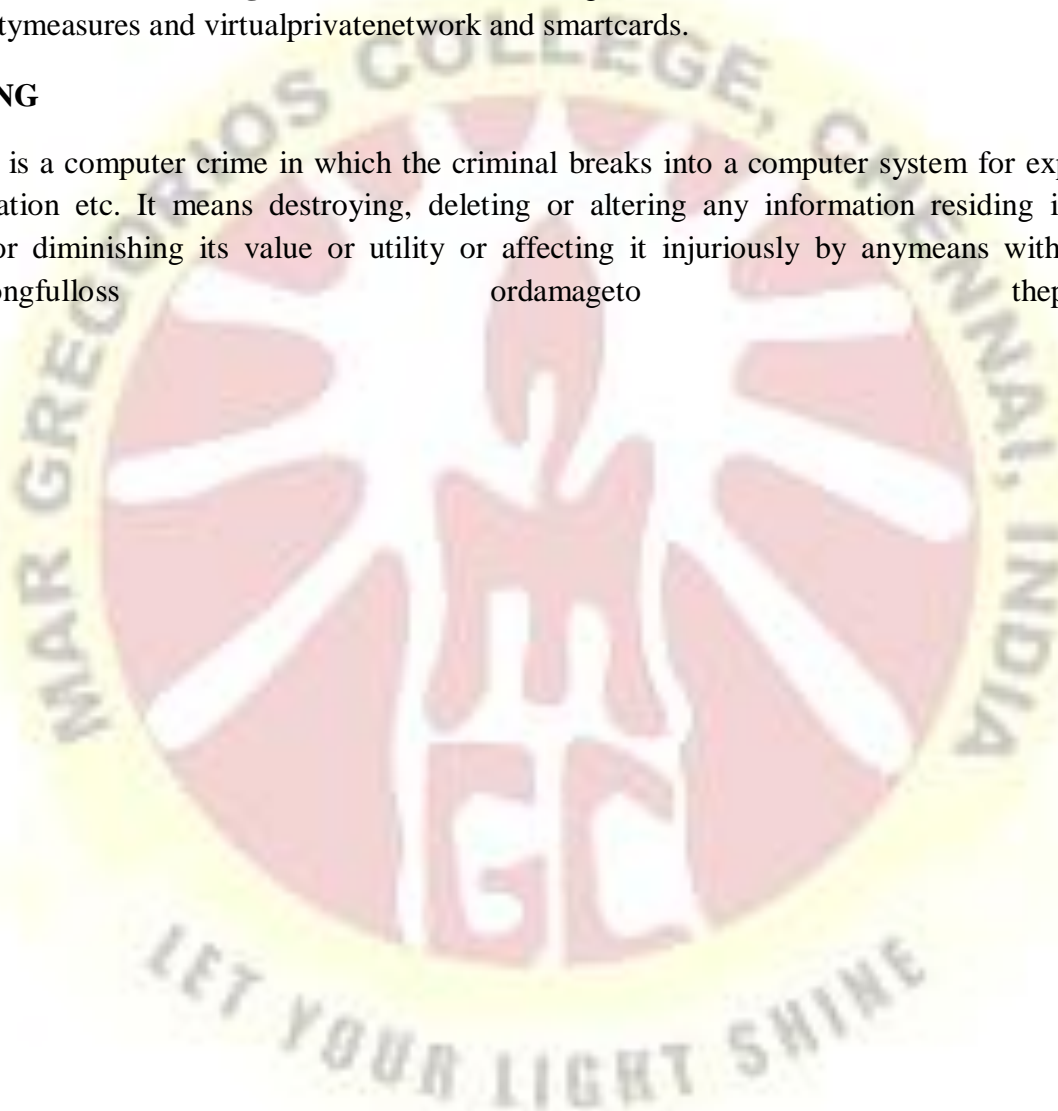 tymeasures and virtualprivatenetwork and smartcards.
NG
is a computer crime in which the criminal breaks into a computer system for exp
ation etc. It means destroying, deleting or altering any information residing i
or diminishing its value or utility or affecting it injuriously by anymeans with
ongfulloss ordamageto thep
MAR GREGORIOS COLLEGE, CHENNAI, INDIA
GC
LET YOUR LIGHT SHINE